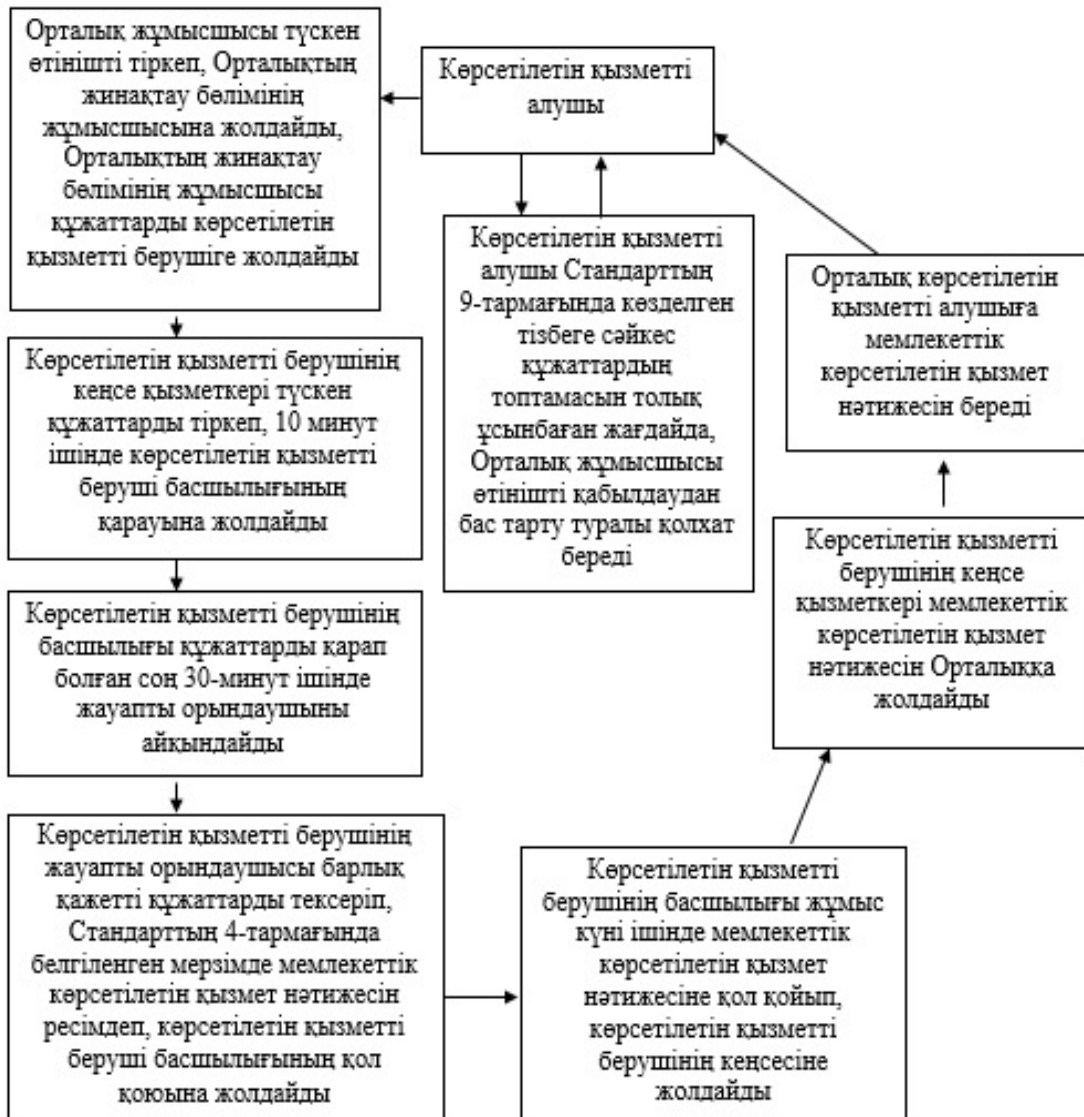 Орталық жұмысшысы түскен
өтінішті тіркеп, Орталықтың
жинақтау бөлімінің
жұмысшысына жолдайды,
Орталықтың жинақтау
бөлімінің жұмысшысы
құжаттарды көрсетілетін
қызметті берушіге жолдайды
Көрсетілетін қызметті
алушы
Көрсетілетін қызметті
алушы Стандарттың
9-тармағында көзделген
тізбеге сәйкес
құжаттардың
топтамасын толық
ұсынбаған жағдайда,
Орталық жұмысшысы
өтінішті қабылдаудан
бас тарту туралы қолхат
береді
Орталық көрсетілетін
қызметті алушыға
мемлекеттік
көрсетілетін қызмет
нәтижесін береді
Көрсетілетін қызметті берушінің
кеңсе қызметкері түскен
құжаттарды тіркеп, 10 минут
ішінде көрсетілетін қызметті
беруші басшылығының
қарауына жолдайды
Көрсетілетін қызметті
берушінің кеңсе
қызметкері мемлекеттік
көрсетілетін қызмет
нәтижесін Орталыққа
жолдайды
Көрсетілетін қызметті берушінің
басшылығы құжаттарды қарап
болған соң 30-минут ішінде
жауапты орындаушыны
айқындайды
Көрсетілетін қызметті берушінің
жауапты орындаушысы барлық
қажетті құжаттарды тексеріп,
Стандарттың 4-тармағында
белгіленген мерзімде мемлекеттік
көрсетілетін қызмет нәтижесін
ресімдеп, көрсетілетін қызметті
беруші басшылығының қол
қоюына жолдайды
Көрсетілетін қызметті
берушінің басшылығы жұмыс
күні ішінде мемлекеттік
көрсетілетін қызмет
нәтижесіне қол қойып,
көрсетілетін қызметті
берушінің кеңсесіне
жолдайды